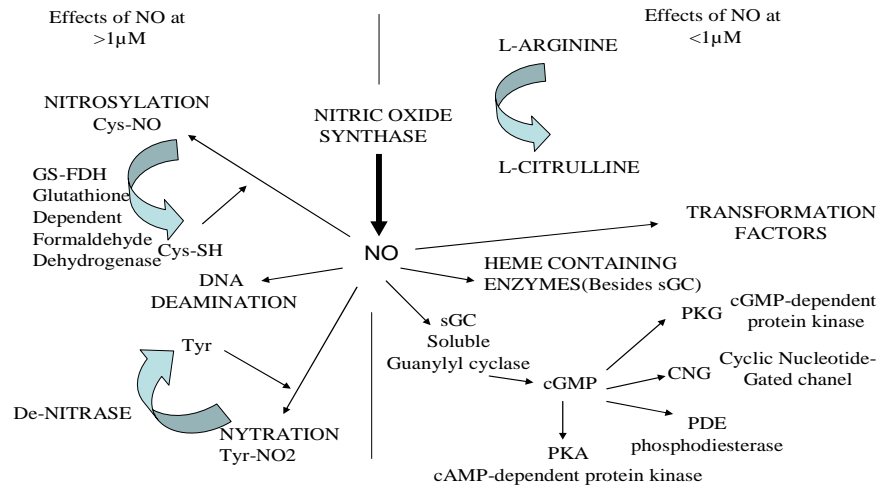 Effects of NO at
>1µM
Effects of NO at
<1µM
L-ARGININE
L-CITRULLINE
NITRIC OXIDE
SYNTHASE
NITROSYLATION
Cys-NO
GS-FDH
Glutathione
Dependent
Formaldehyde
Dehydrogenase
Cys-SH
NO
TRANSFORMATION
FACTORS
DNA
DEAMINATION
HEME CONTAINING
ENZYMES(Besides sGC)
sGC
Soluble
Guanylyl cyclase
cGMP
PKG
cGMP-dependent
protein kinase
CNG
Cyclic Nucleotide-
Gated chanel
PDE
phosphodiesterase
PKA
cAMP-dependent protein kinase
Tyr
De-NITRASE
NYTRATION
Tyr-NO2